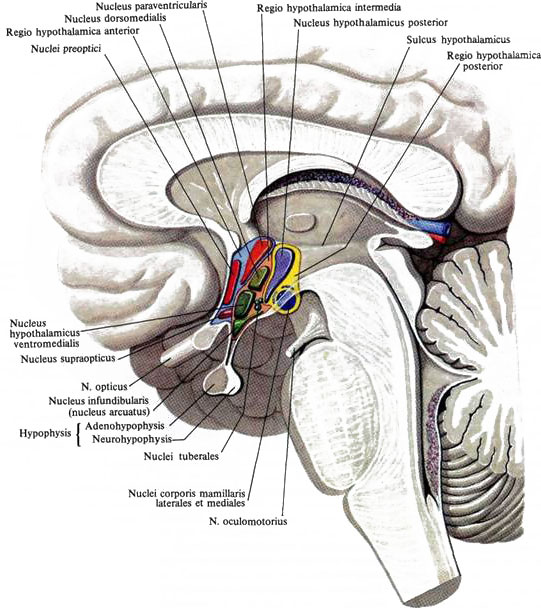 Nucleus paraventricularis
Nucleus dorsomedialis
Regio hypothalamica anterior
Nuclei preoptici
Regio hypothalamica intermedia
Nucleus hypothalamicus posterior
Sulcus hypothalamicus
Regio hypothalamica
posterior
Nucleus
hypothalamicus
ventromedialis
Nucleus supraopticus
N. opticus
Nucleus infundibularis
(nucleus arcuatus)
Hypophysis
Adenohypophysis
Neurohypophysis
Nuclei tuberales
Nuclei corporis mamillaris
laterales et mediales
N. oculomotorius